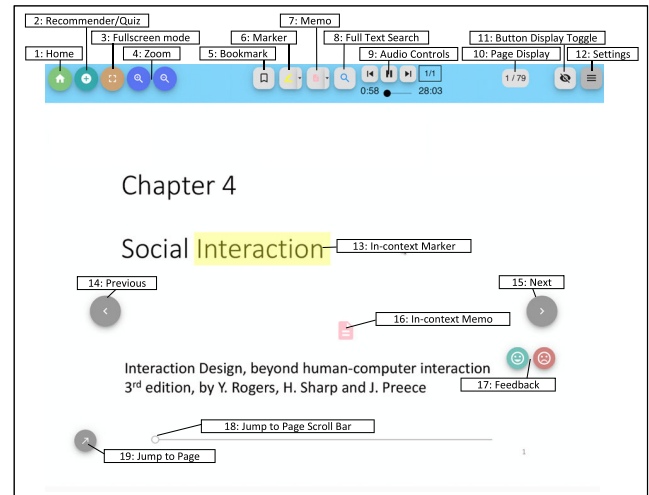 2: Recommender/Quiz
7: Memo
3: Fullscreen mode
6: Marker
8: Full Text Search
11: Button Display Toggle
1: Home
4: Zoom
5: Bookmark
9: Audio Controls
10: Page Display
12: Settings
1/1
1 / 79
0:58
28:03
Chapter 4
Social Interaction
13: In-context Marker
14: Previous
15: Next
16: In-context Memo
Interaction Design, beyond human-computer interaction
3rd edition, by Y. Rogers, H. Sharp and J. Preece
17: Feedback
18: Jump to Page Scroll Bar
19: Jump to Page
1